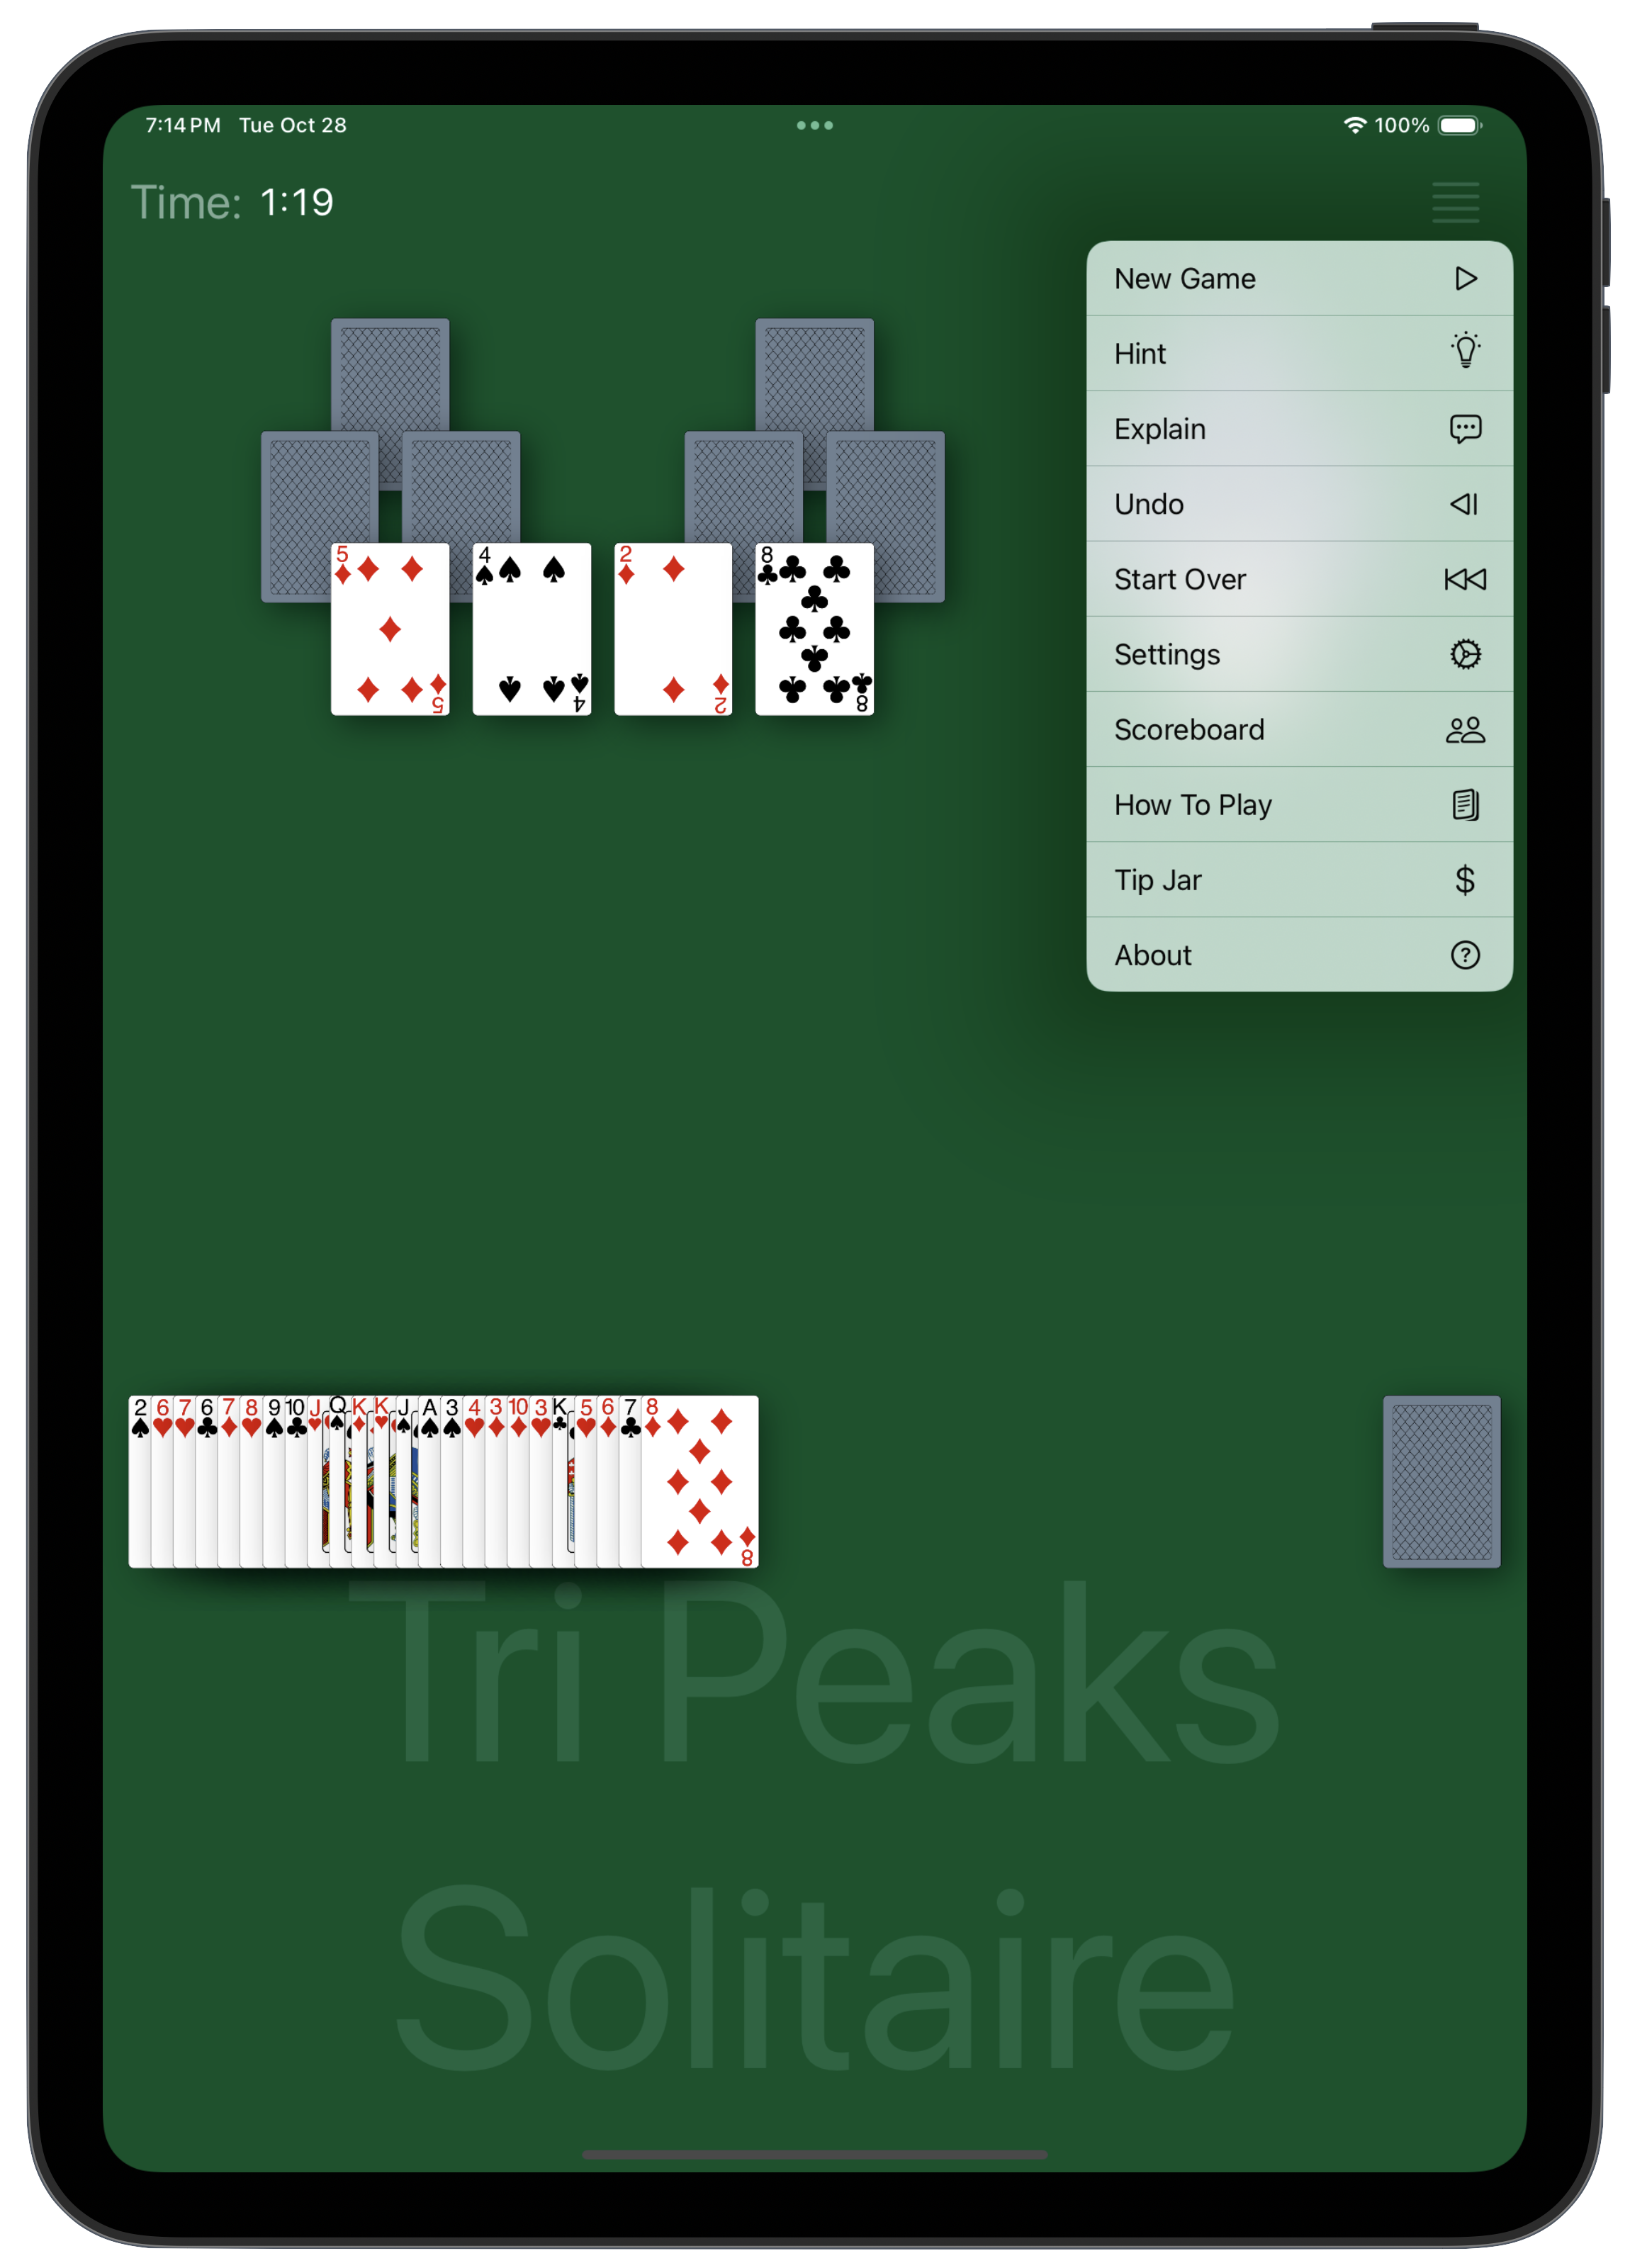 7:14 PM Tue Oct 28
100%
Time: 1:19
New Game
Hint
Explain
Undo
Start Over
Settings
Scoreboard
How To Play
Tip Jar
$
About
?
5 4 2 8
5 4 2 8
2 6 7 6 7 8 9 10 J Q K K J A 3 4 3 10 3 K 5 6 7 8
8
Tri Peaks
Solitaire